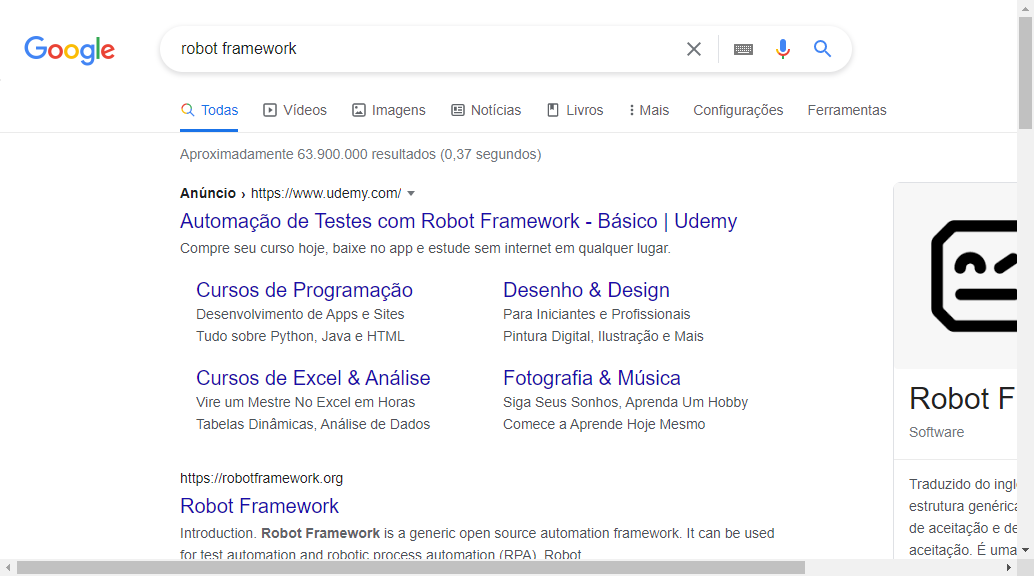 Google
robot framework
Todas
Vídeos
Imagens
Notícias
Livros
Mais
Configurações
Ferramentas
Aproximadamente 63.900.000 resultados (0,37 segundos)
Anúncio › https://www.udemy.com/
Automação de Testes com Robot Framework - Básico | Udemy
Compre seu curso hoje, baixe no app e estude sem internet em qualquer lugar.
Cursos de Programação
Desenvolvimento de Apps e Sites
Tudo sobre Python, Java e HTML
Desenho & Design
Para Iniciantes e Profissionais
Pintura Digital, Ilustração e Mais
Cursos de Excel & Análise
Vire um Mestre No Excel em Horas
Tabelas Dinâmicas, Análise de Dados
Fotografia & Música
Siga Seus Sonhos, Aprenda Um Hobby
Comece a Aprende Hoje Mesmo
https://robotframework.org
Robot Framework
Introduction. Robot Framework is a generic open source automation framework. It can be used
for test automation and robotic process automation (RPA). Robot
Robot F
Software
Traduzido do inglê
estrutura genérica
de aceitação e de
aceitação. É uma